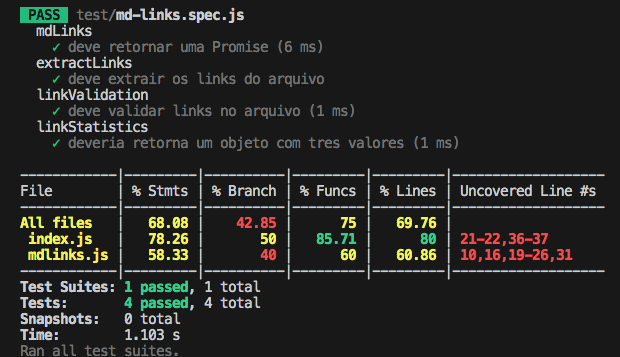 PASS test/md-links.spec.js
mdLinks
✓ deve retornar uma Promise (6 ms)
extractLinks
✓ deve extrair os links do arquivo
linkValidation
✓ deve validar links no arquivo (1 ms)
linkStatistics
✓ deveria retorna um objeto com tres valores (1 ms)
------------|---------|----------|---------|---------|-------------------
File | % Stmts | % Branch | % Funcs | % Lines | Uncovered Line #s
------------|---------|----------|---------|---------|-------------------
All files | 68.08 | 42.85 | 75 | 69.76 |
index.js | 78.26 | 50 | 85.71 | 80 | 21-22,36-37
mdlinks.js | 58.33 | 40 | 60 | 60.86 | 10,16,19-26,31
------------|---------|----------|---------|---------|-------------------
Test Suites: 1 passed, 1 total
Tests: 4 passed, 4 total
Snapshots: 0 total
Time: 1.103 s
Ran all test suites.